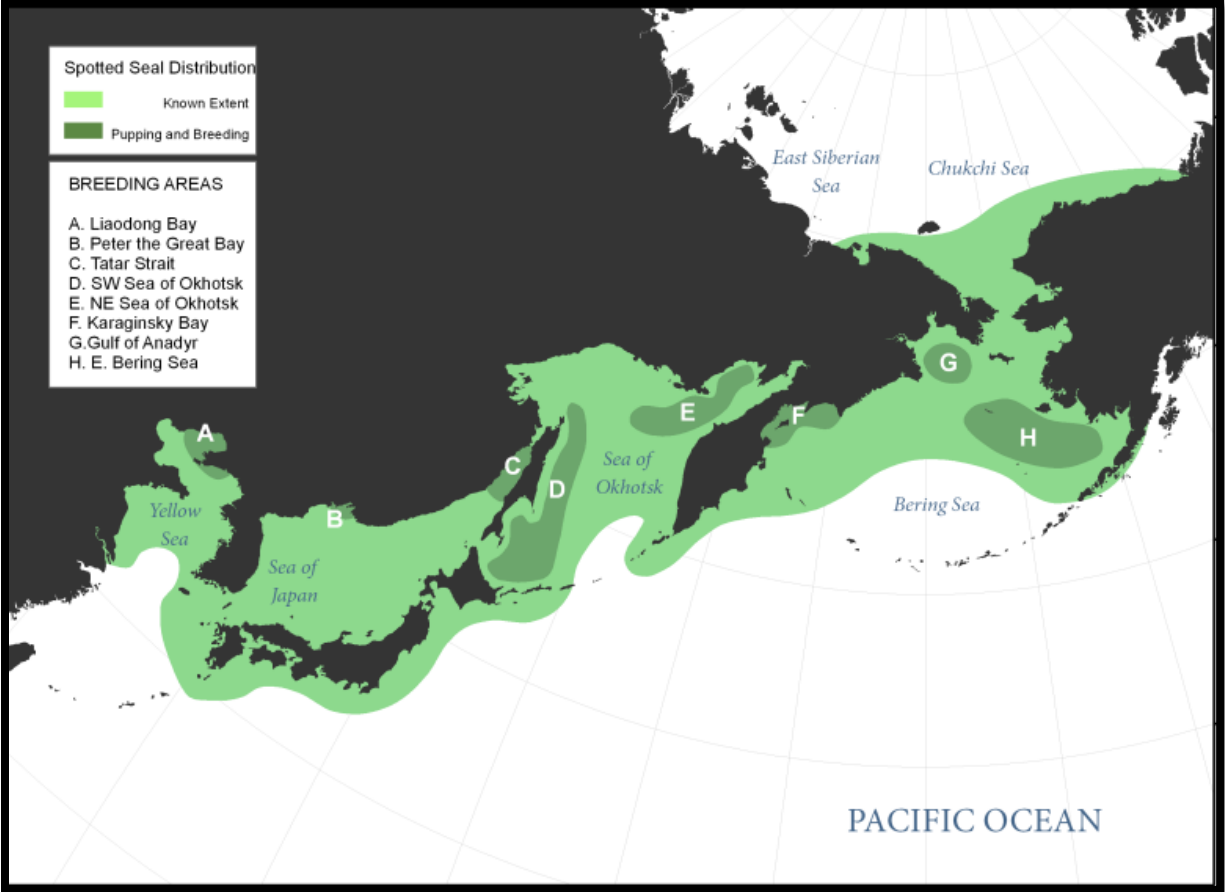 Spotted Seal Distribution
Known Extent
Pupping and Breeding
BREEDING AREAS
A. Liaodong Bay
B. Peter the Great Bay
C. Tatar Strait
D. SW Sea of Okhotsk
E. NE Sea of Okhotsk
F. Karaginsky Bay
G.Gulf of Anadyr
H. E. Bering Sea
East Siberian
Sea
Chukchi Sea
G
A
E
F
H
C
D
Sea of
Okhotsk
Bering Sea
Yellow
Sea
B
Sea of
Japan
PACIFIC OCEAN